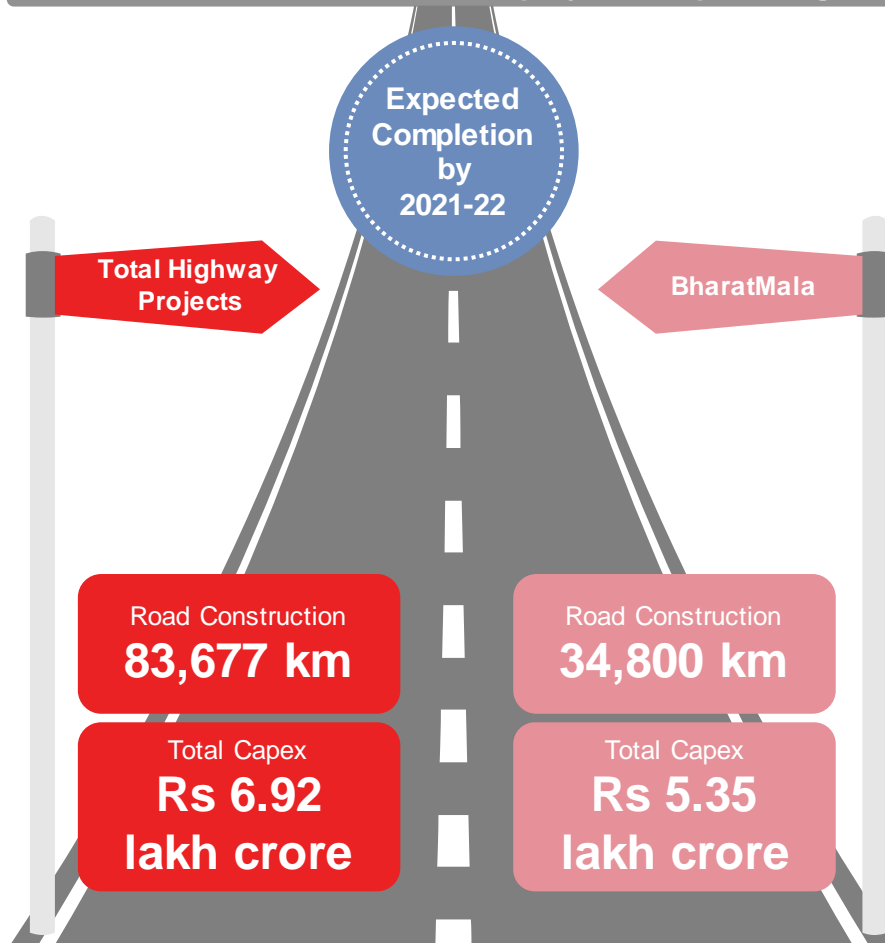 Expected
Completion
by
2021-22
Total Highway
Projects
BharatMala
Road Construction
83,677 km
Road Construction
34,800 km
Total Capex
Rs 6.92
lakh crore
Total Capex
Rs 5.35
lakh crore